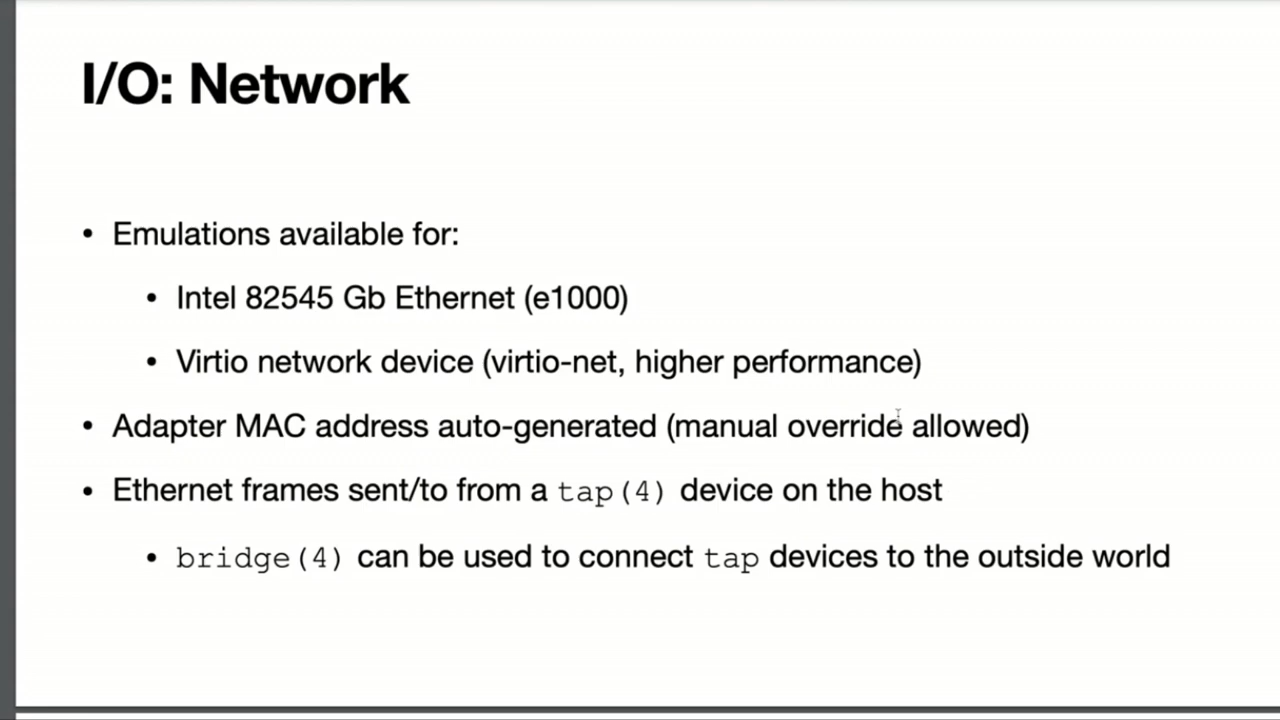 I/O: Network
• Emulations available for:
• Intel 82545 Gb Ethernet (e1000)
• Virtio network device (virtio-net, higher performance)
• Adapter MAC address auto-generated (manual override allowed)
• Ethernet frames sent/to from a tap(4) device on the host
• bridge(4) can be used to connect tap devices to the outside world